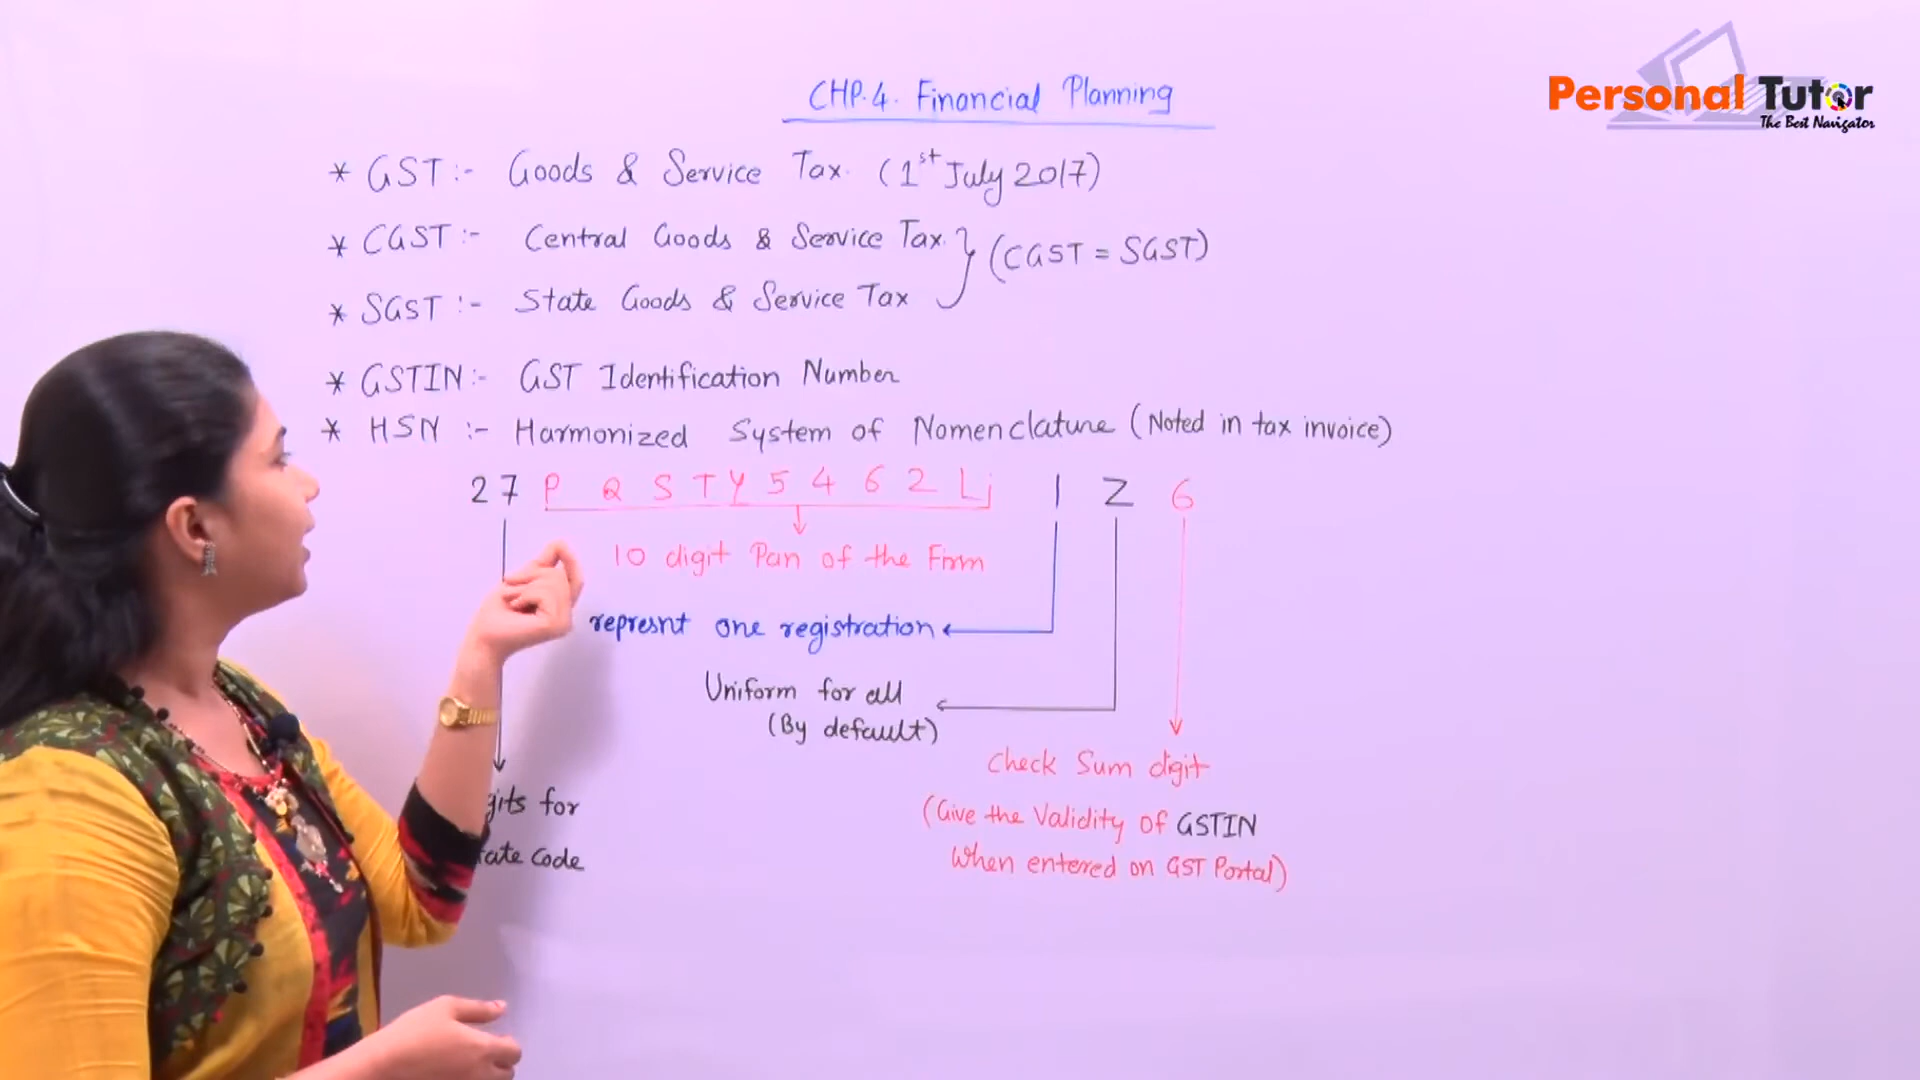 CHP.4. Financial Planning
Personal Tutor
The Best Navigator
* GST :- Goods & Service Tax. (1st July 2017)
* CGST :- Central Goods & Service Tax. } (CGST = SGST)
* SGST :- State Goods & Service Tax
* GSTIN:- GST Identification Number
* HSN :- Harmonized System of Nomenclature (Noted in tax invoice)
27 P Q S T Y 5 4 6 2 L 1 Z 6
10 digit Pan of the Firm
represnt one registration
Uniform for all
(By default)
Check Sum digit
gits for
(Give the Validity of GSTIN
tate Code
When entered on GST Portal)